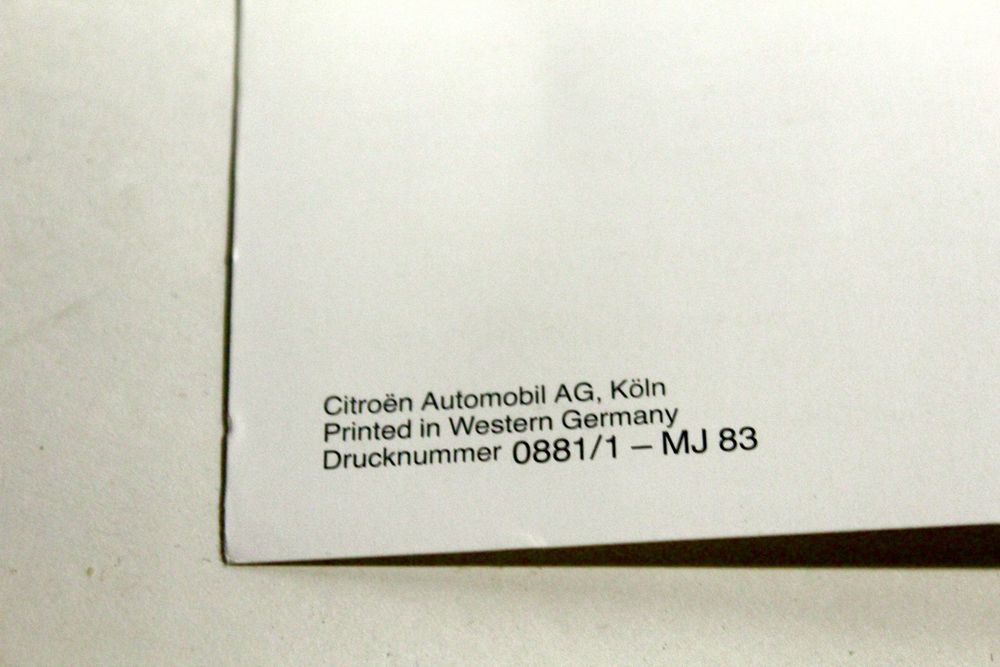 Citroën Automobil AG, Köln
Printed in Western Germany
Drucknummer 0881/1 – MJ 83